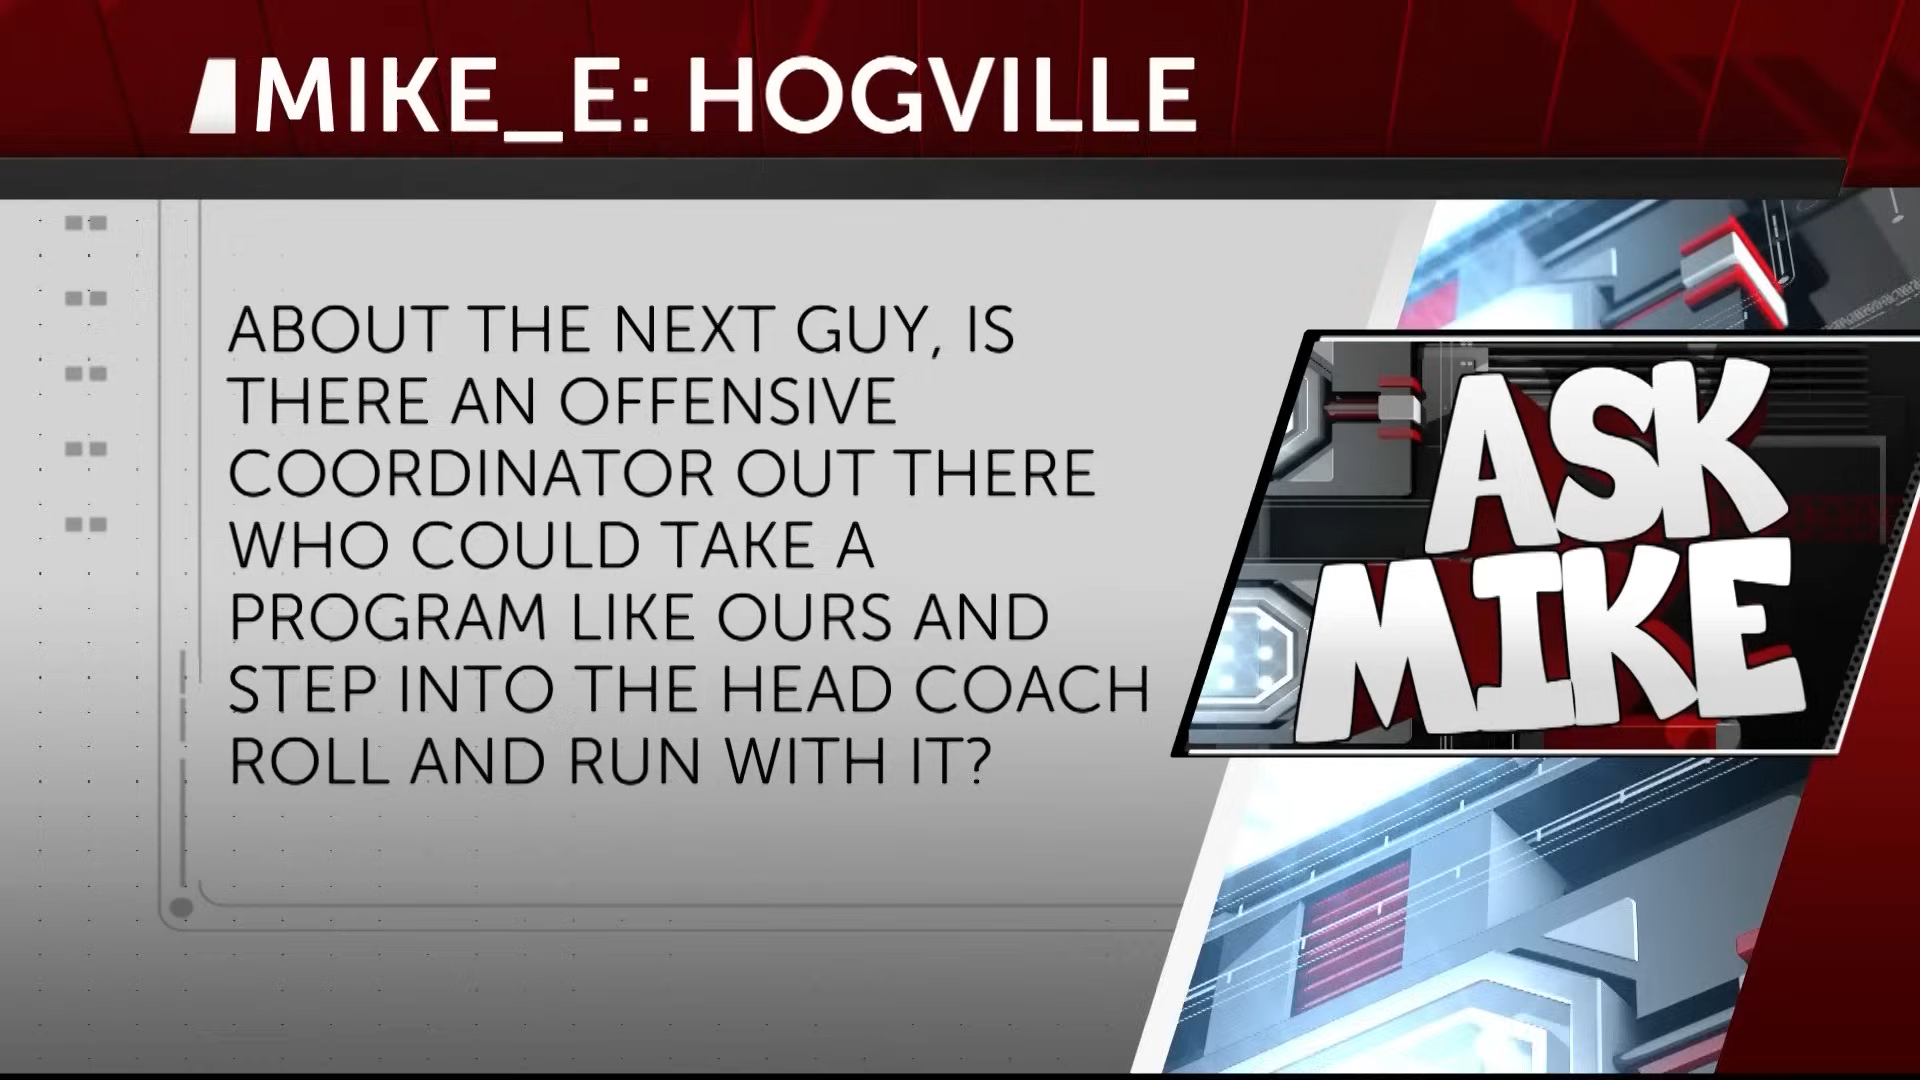 MIKE_E: HOGVILLE
ABOUT THE NEXT GUY, IS
THERE AN OFFENSIVE
COORDINATOR OUT THERE
WHO COULD TAKE A
PROGRAM LIKE OURS AND
STEP INTO THE HEAD COACH
ROLL AND RUN WITH IT?
ASK
MIKE